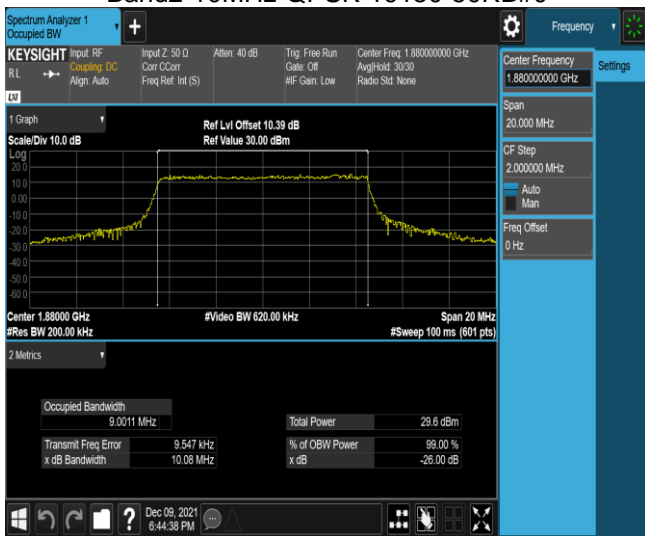 Spectrum Analyzer 1
Occupied BW
Frequency
KEYSIGHT
RL
LXI
Input: RF
Coupling: DC
Align: Auto
Input Z: 50 Ω
Corr CCorr
Freq Ref: Int (S)
Atten: 40 dB
Trig: Free Run
Gate: Off
#IF Gain: Low
Center Freq: 1.880000000 GHz
Avg|Hold: 30/30
Radio Std: None
Center Frequency
1.880000000 GHz
Settings
Span
20.000 MHz
CF Step
2.000000 MHz
Auto
Man
Freq Offset
0 Hz
1 Graph
Scale/Div 10.0 dB
Ref Lvl Offset 10.39 dB
Ref Value 30.00 dBm
Log
20.0
10.0
0.00
-10.0
-20.0
-30.0
-40.0
-50.0
-60.0
Center 1.88000 GHz
#Video BW 620.00 kHz
Span 20 MHz
#Res BW 200.00 kHz
#Sweep 100 ms (601 pts)
2 Metrics
Occupied Bandwidth
9.0011 MHz
Total Power 29.6 dBm
Transmit Freq Error 9.547 kHz
% of OBW Power 99.00 %
x dB Bandwidth 10.08 MHz
x dB -26.00 dB
?
Dec 09, 2021
6:44:38 PM